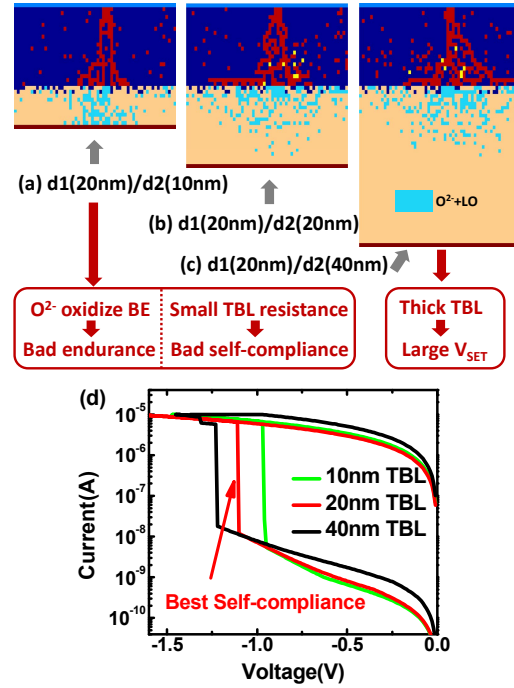 (a) d1(20nm)/d2(10nm)
(b) d1(20nm)/d2(20nm)
O²⁻+LO
(c) d1(20nm)/d2(40nm)
O²⁻ oxidize BE
Bad endurance
Small TBL resistance
Bad self-compliance
Thick TBL
Large V_SET
(d)
10⁻⁵
10⁻⁶
10⁻⁷
10⁻⁸
10⁻⁹
10⁻¹⁰
Current(A)
10nm TBL
20nm TBL
40nm TBL
Best Self-compliance
-1.5 -1.0 -0.5 0.0
Voltage(V)